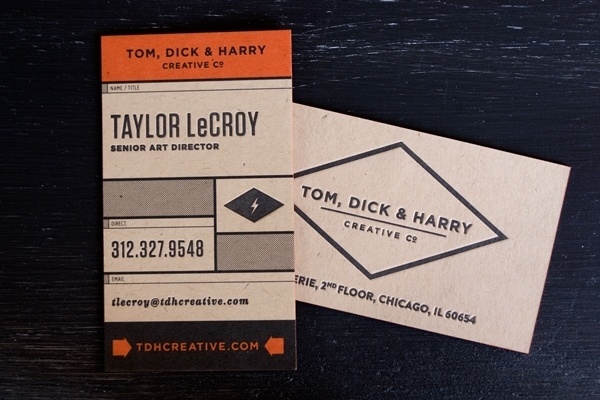 TOM, DICK & HARRY
CREATIVE Cº
NAME / TITLE
TAYLOR LeCROY
SENIOR ART DIRECTOR
DIRECT
312.327.9548
EMAIL
tlecroy@tdhcreative.com
TDHCREATIVE.COM
TOM, DICK & HARRY
CREATIVE Cº
ERIE, 2ND FLOOR, CHICAGO, IL 60654